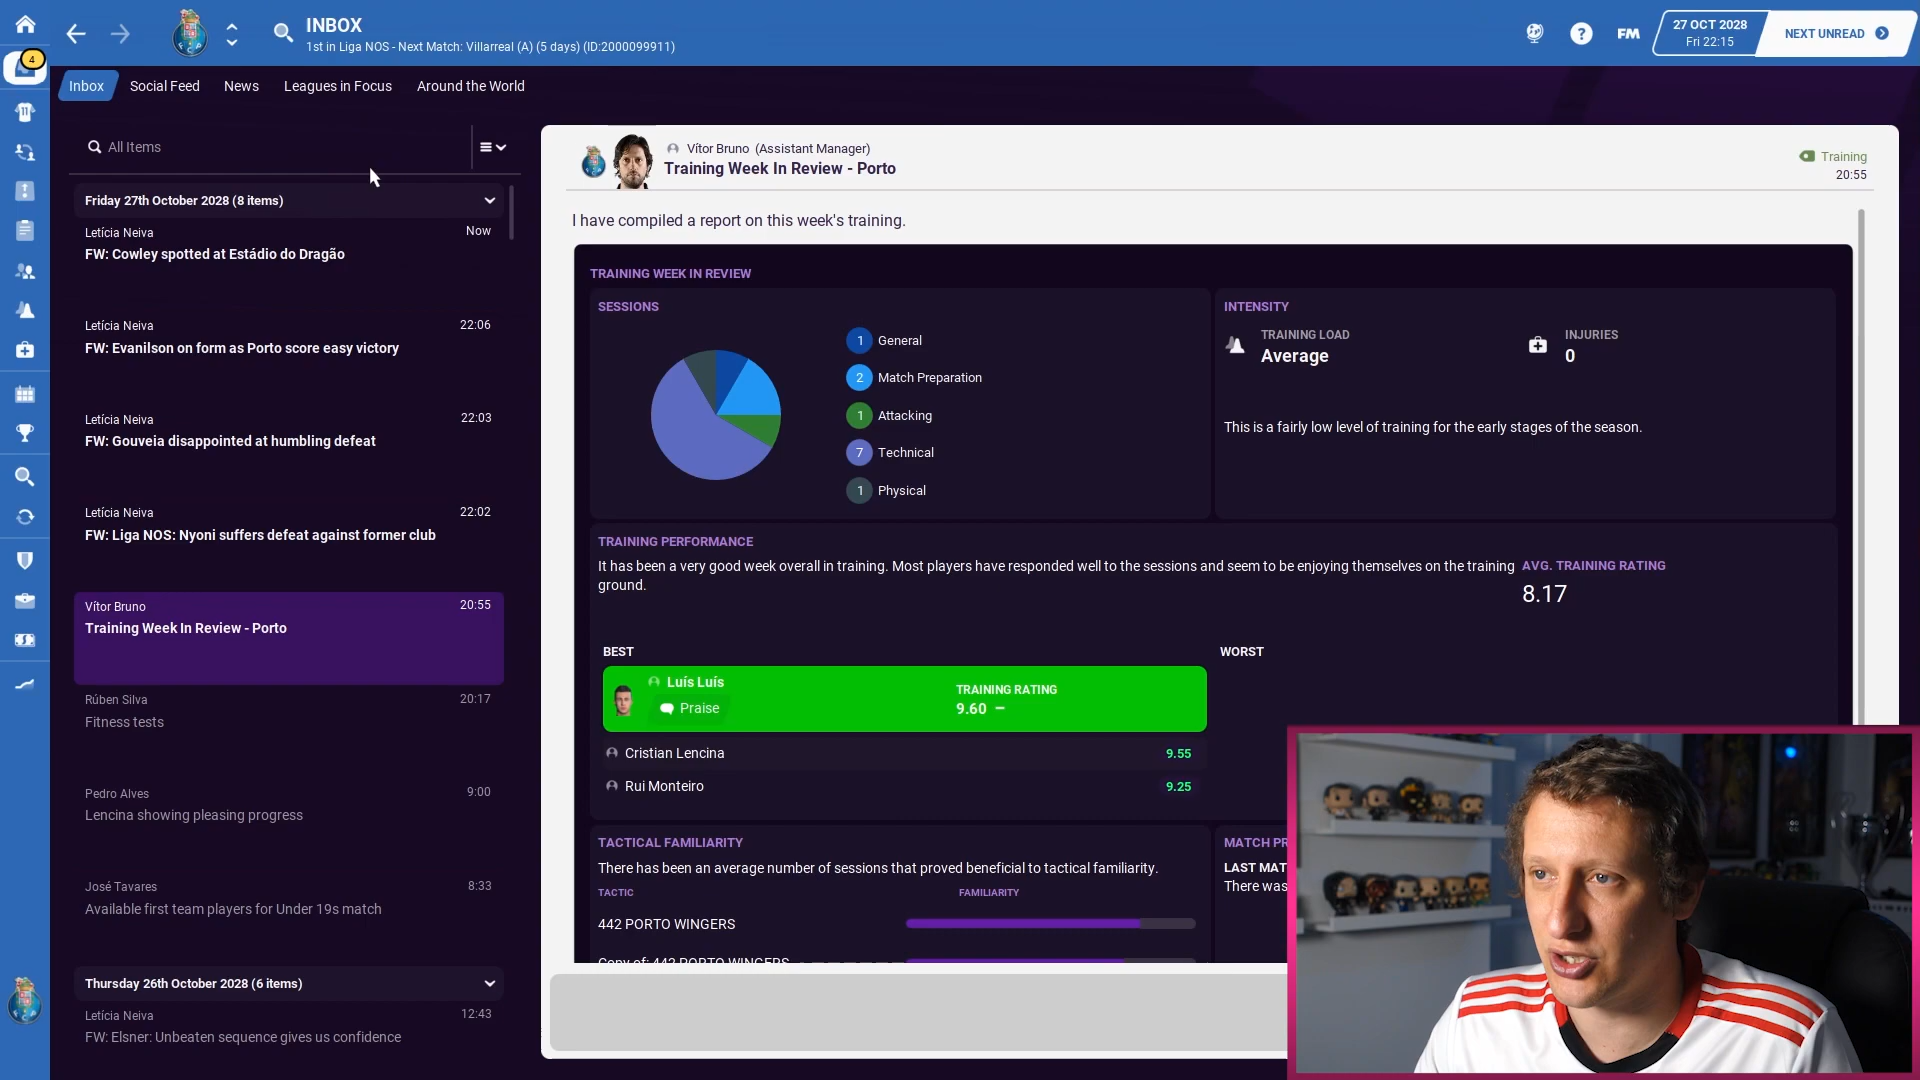 INBOX
1st in Liga NOS - Next Match: Villarreal (A) (5 days) (ID:2000099911)
?
FM
27 OCT 2028
Fri 22:15
NEXT UNREAD
4
Inbox
Social Feed
News
Leagues in Focus
Around the World
All Items
Friday 27th October 2028 (8 items)
Letícia Neiva
Now
FW: Cowley spotted at Estádio do Dragão
Letícia Neiva
22:06
FW: Evanilson on form as Porto score easy victory
Letícia Neiva
22:03
FW: Gouveia disappointed at humbling defeat
Letícia Neiva
22:02
FW: Liga NOS: Nyoni suffers defeat against former club
Vítor Bruno
20:55
Training Week In Review - Porto
Rúben Silva
20:17
Fitness tests
Pedro Alves
9:00
Lencina showing pleasing progress
José Tavares
8:33
Available first team players for Under 19s match
Thursday 26th October 2028 (6 items)
Letícia Neiva
12:43
FW: Elsner: Unbeaten sequence gives us confidence
Vítor Bruno (Assistant Manager)
Training Week In Review - Porto
Training
20:55
I have compiled a report on this week's training.
TRAINING WEEK IN REVIEW
SESSIONS
1 General
2 Match Preparation
1 Attacking
7 Technical
1 Physical
INTENSITY
TRAINING LOAD
Average
INJURIES
0
This is a fairly low level of training for the early stages of the season.
TRAINING PERFORMANCE
It has been a very good week overall in training. Most players have responded well to the sessions and seem to be enjoying themselves on the training
ground.
AVG. TRAINING RATING
8.17
BEST
Luís Luís
Praise
TRAINING RATING
9.60 –
Cristian Lencina
9.55
Rui Monteiro
9.25
WORST
TACTICAL FAMILIARITY
There has been an average number of sessions that proved beneficial to tactical familiarity.
TACTIC
FAMILIARITY
442 PORTO WINGERS
Copy of: 442 PORTO WINGERS
MATCH PR
LAST MAT
There was